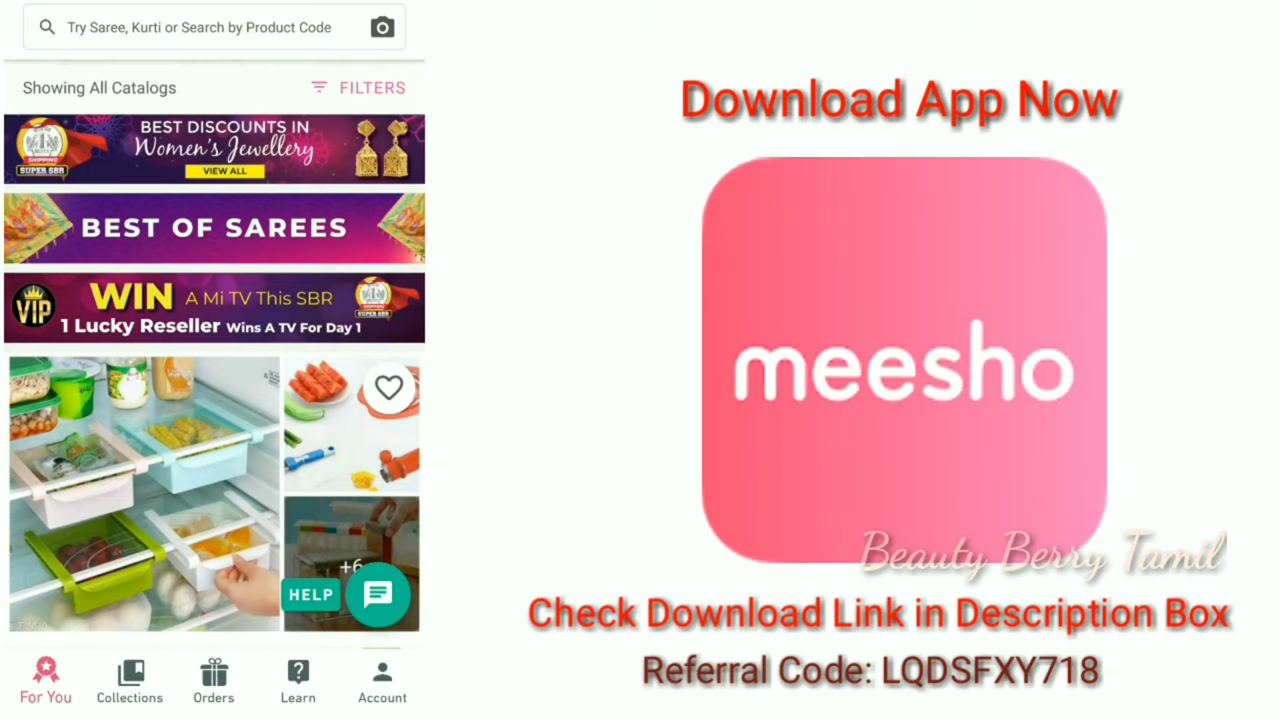 Try Saree, Kurti or Search by Product Code
Showing All Catalogs
FILTERS
BEST DISCOUNTS IN
Women's Jewellery
VIEW ALL
SHIPPING
SUPER SBR
BEST OF SAREES
VIP
WIN A Mi TV This SBR
1 Lucky Reseller Wins A TV For Day 1
SHIPPING
SUPER SBR
+6
HELP
For You
Collections
Orders
Learn
Account
Download App Now
meesho
Beauty Berry Tamil
Check Download Link in Description Box
Referral Code: LQDSFXY718